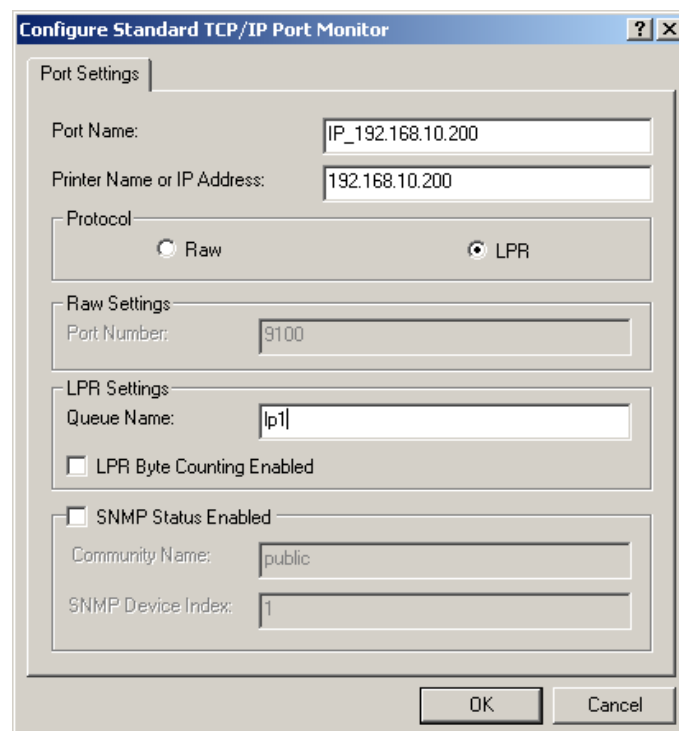 Configure Standard TCP/IP Port Monitor
Port Settings
Port Name: IP_192.168.10.200
Printer Name or IP Address: 192.168.10.200
Protocol
Raw LPR
Raw Settings
Port Number: 9100
LPR Settings
Queue Name: lp1
LPR Byte Counting Enabled
SNMP Status Enabled
Community Name: public
SNMP Device Index: 1
OK Cancel